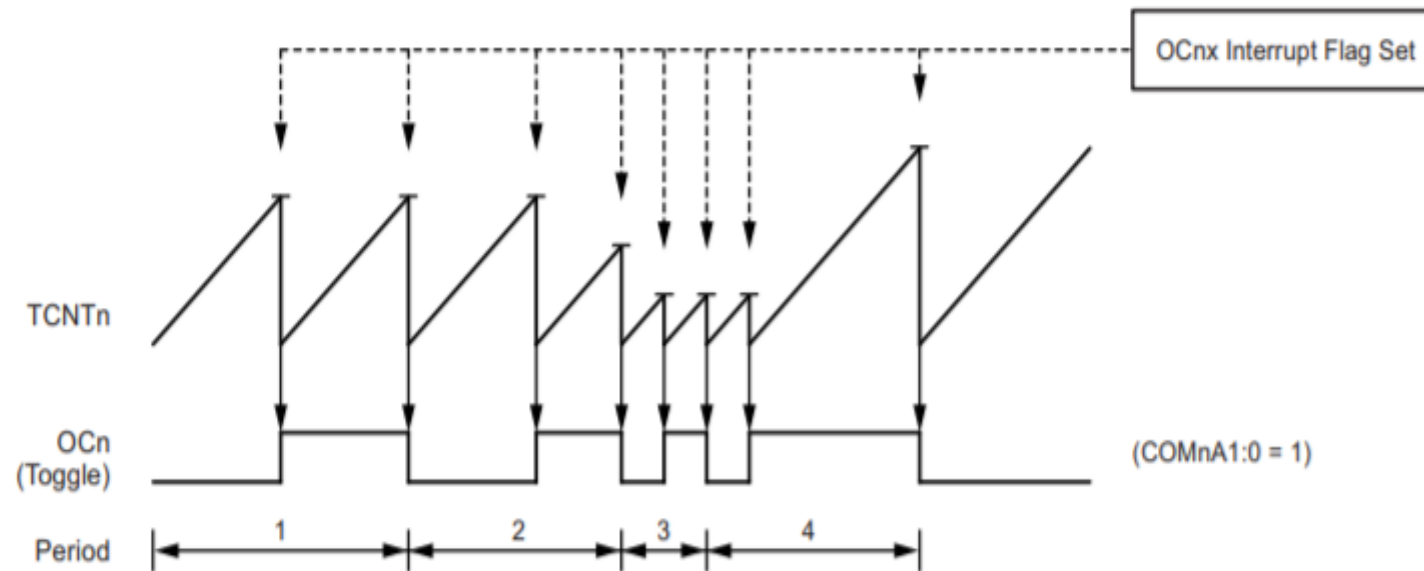 OCnx Interrupt Flag Set
TCNTn
OCn
(Toggle)
(COMnA1:0 = 1)
Period
1
2
3
4